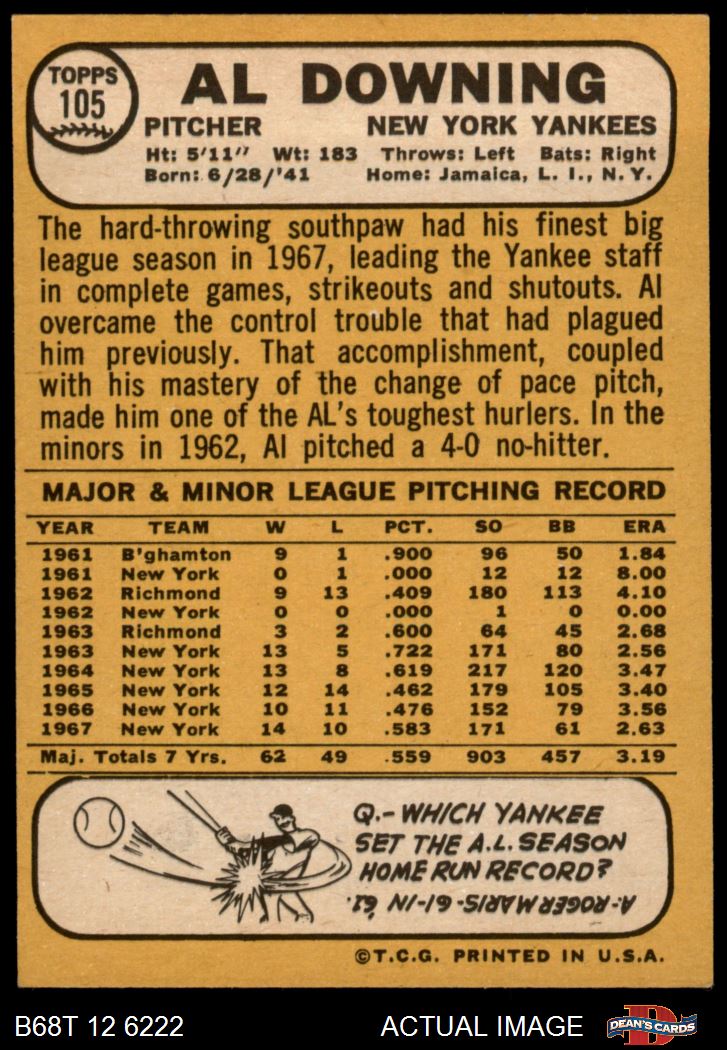 TOPPS
105
AL DOWNING
PITCHER NEW YORK YANKEES
Ht: 5'11" Wt: 183 Throws: Left Bats: Right
Born: 6/28/'41 Home: Jamaica, L. I., N. Y.
The hard-throwing southpaw had his finest big
league season in 1967, leading the Yankee staff
in complete games, strikeouts and shutouts. Al
overcame the control trouble that had plagued
him previously. That accomplishment, coupled
with his mastery of the change of pace pitch,
made him one of the AL's toughest hurlers. In the
minors in 1962, Al pitched a 4-0 no-hitter.
MAJOR & MINOR LEAGUE PITCHING RECORD
YEAR TEAM W L PCT. SO BB ERA
1961 B'ghamton 9 1 .900 96 50 1.84
1961 New York 0 1 .000 12 12 8.00
1962 Richmond 9 13 .409 180 113 4.10
1962 New York 0 0 .000 1 0 0.00
1963 Richmond 3 2 .600 64 45 2.68
1963 New York 13 5 .722 171 80 2.56
1964 New York 13 8 .619 217 120 3.47
1965 New York 12 14 .462 179 105 3.40
1966 New York 10 11 .476 152 79 3.56
1967 New York 14 10 .583 171 61 2.63
Maj. Totals 7 Yrs. 62 49 .559 903 457 3.19
Q.- WHICH YANKEE
SET THE A.L. SEASON
HOME RUN RECORD?
A-ROGER MARIS-61-IN '61.
©T.C.G. PRINTED IN U.S.A.
B68T 12 6222 ACTUAL IMAGE DEAN'S CARDS